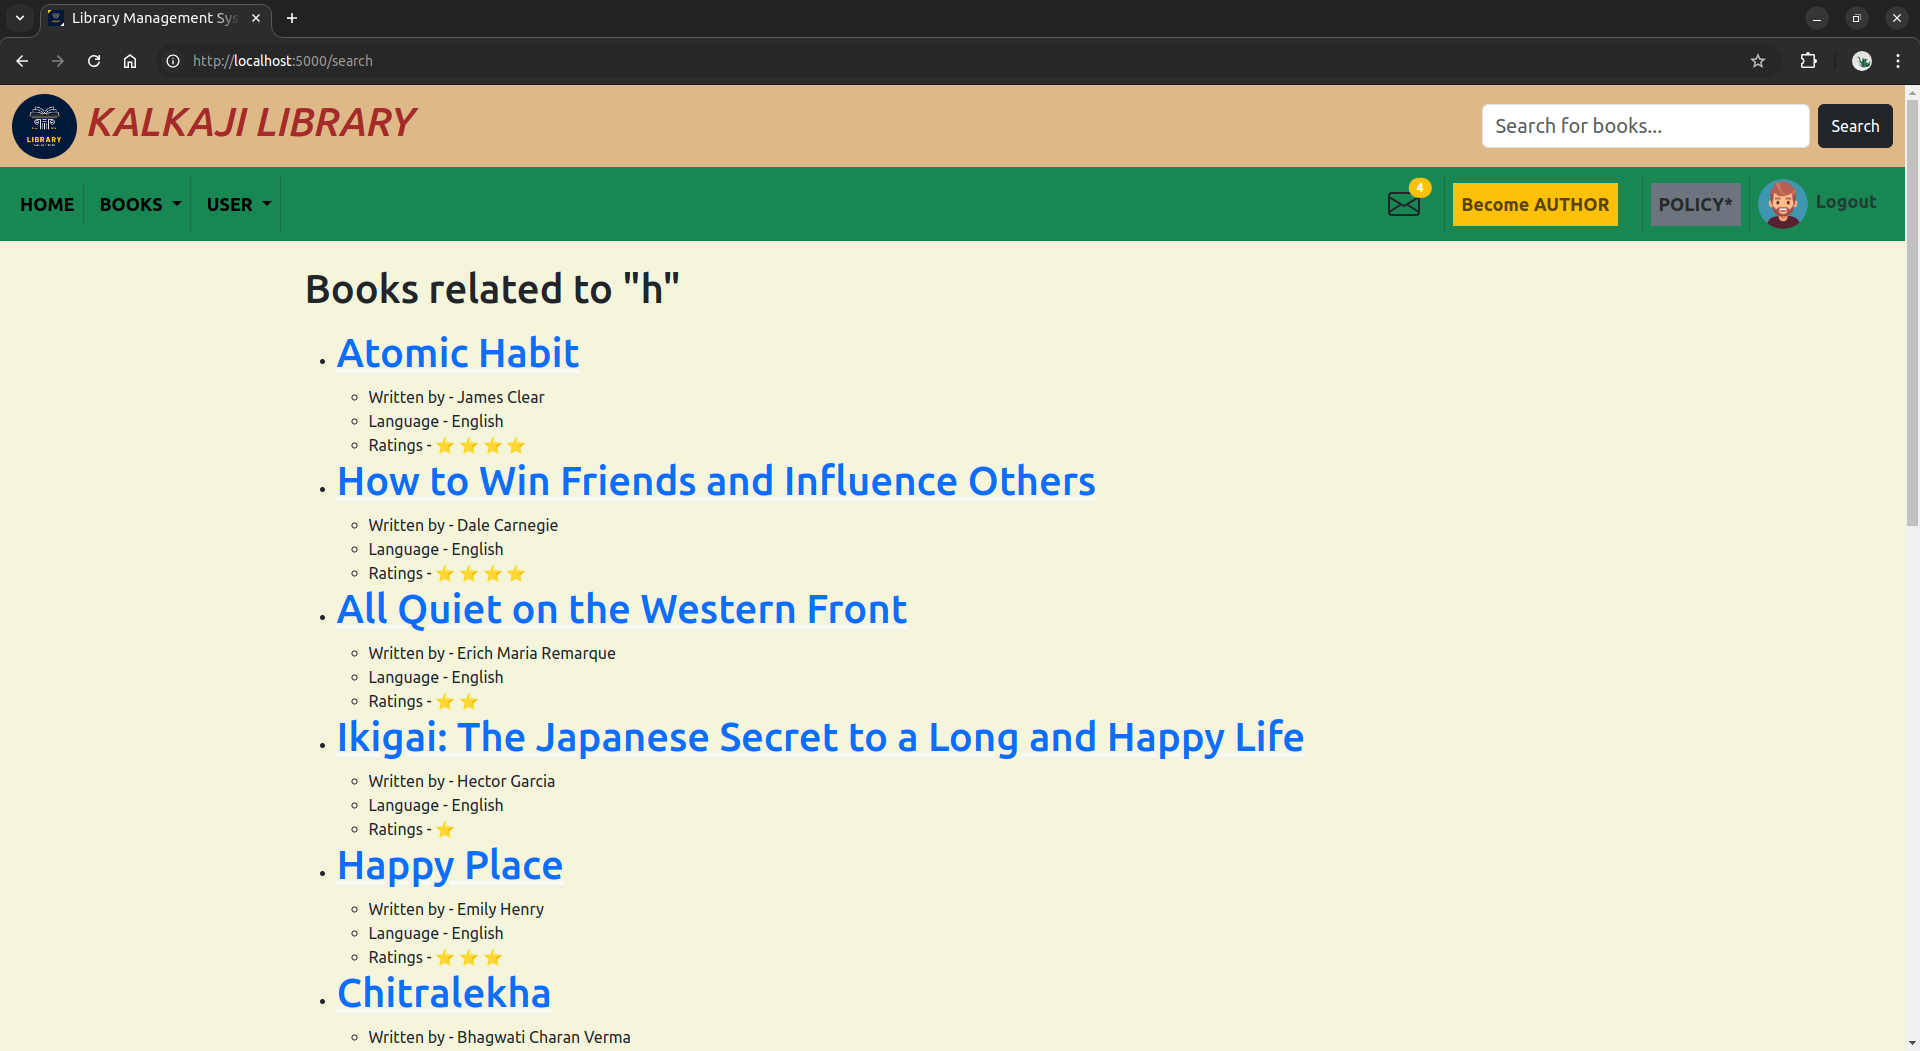 Library Management Sys
http://localhost:5000/search
LIBRARY
KALKAJI LIBRARY
Search for books...
Search
HOME
BOOKS
USER
4
Become AUTHOR
POLICY*
Logout
Books related to "h"
Atomic Habit
Written by - James Clear
Language - English
Ratings - ⭐ ⭐ ⭐ ⭐
How to Win Friends and Influence Others
Written by - Dale Carnegie
Language - English
Ratings - ⭐ ⭐ ⭐ ⭐
All Quiet on the Western Front
Written by - Erich Maria Remarque
Language - English
Ratings - ⭐ ⭐
Ikigai: The Japanese Secret to a Long and Happy Life
Written by - Hector Garcia
Language - English
Ratings - ⭐
Happy Place
Written by - Emily Henry
Language - English
Ratings - ⭐ ⭐ ⭐
Chitralekha
Written by - Bhagwati Charan Verma